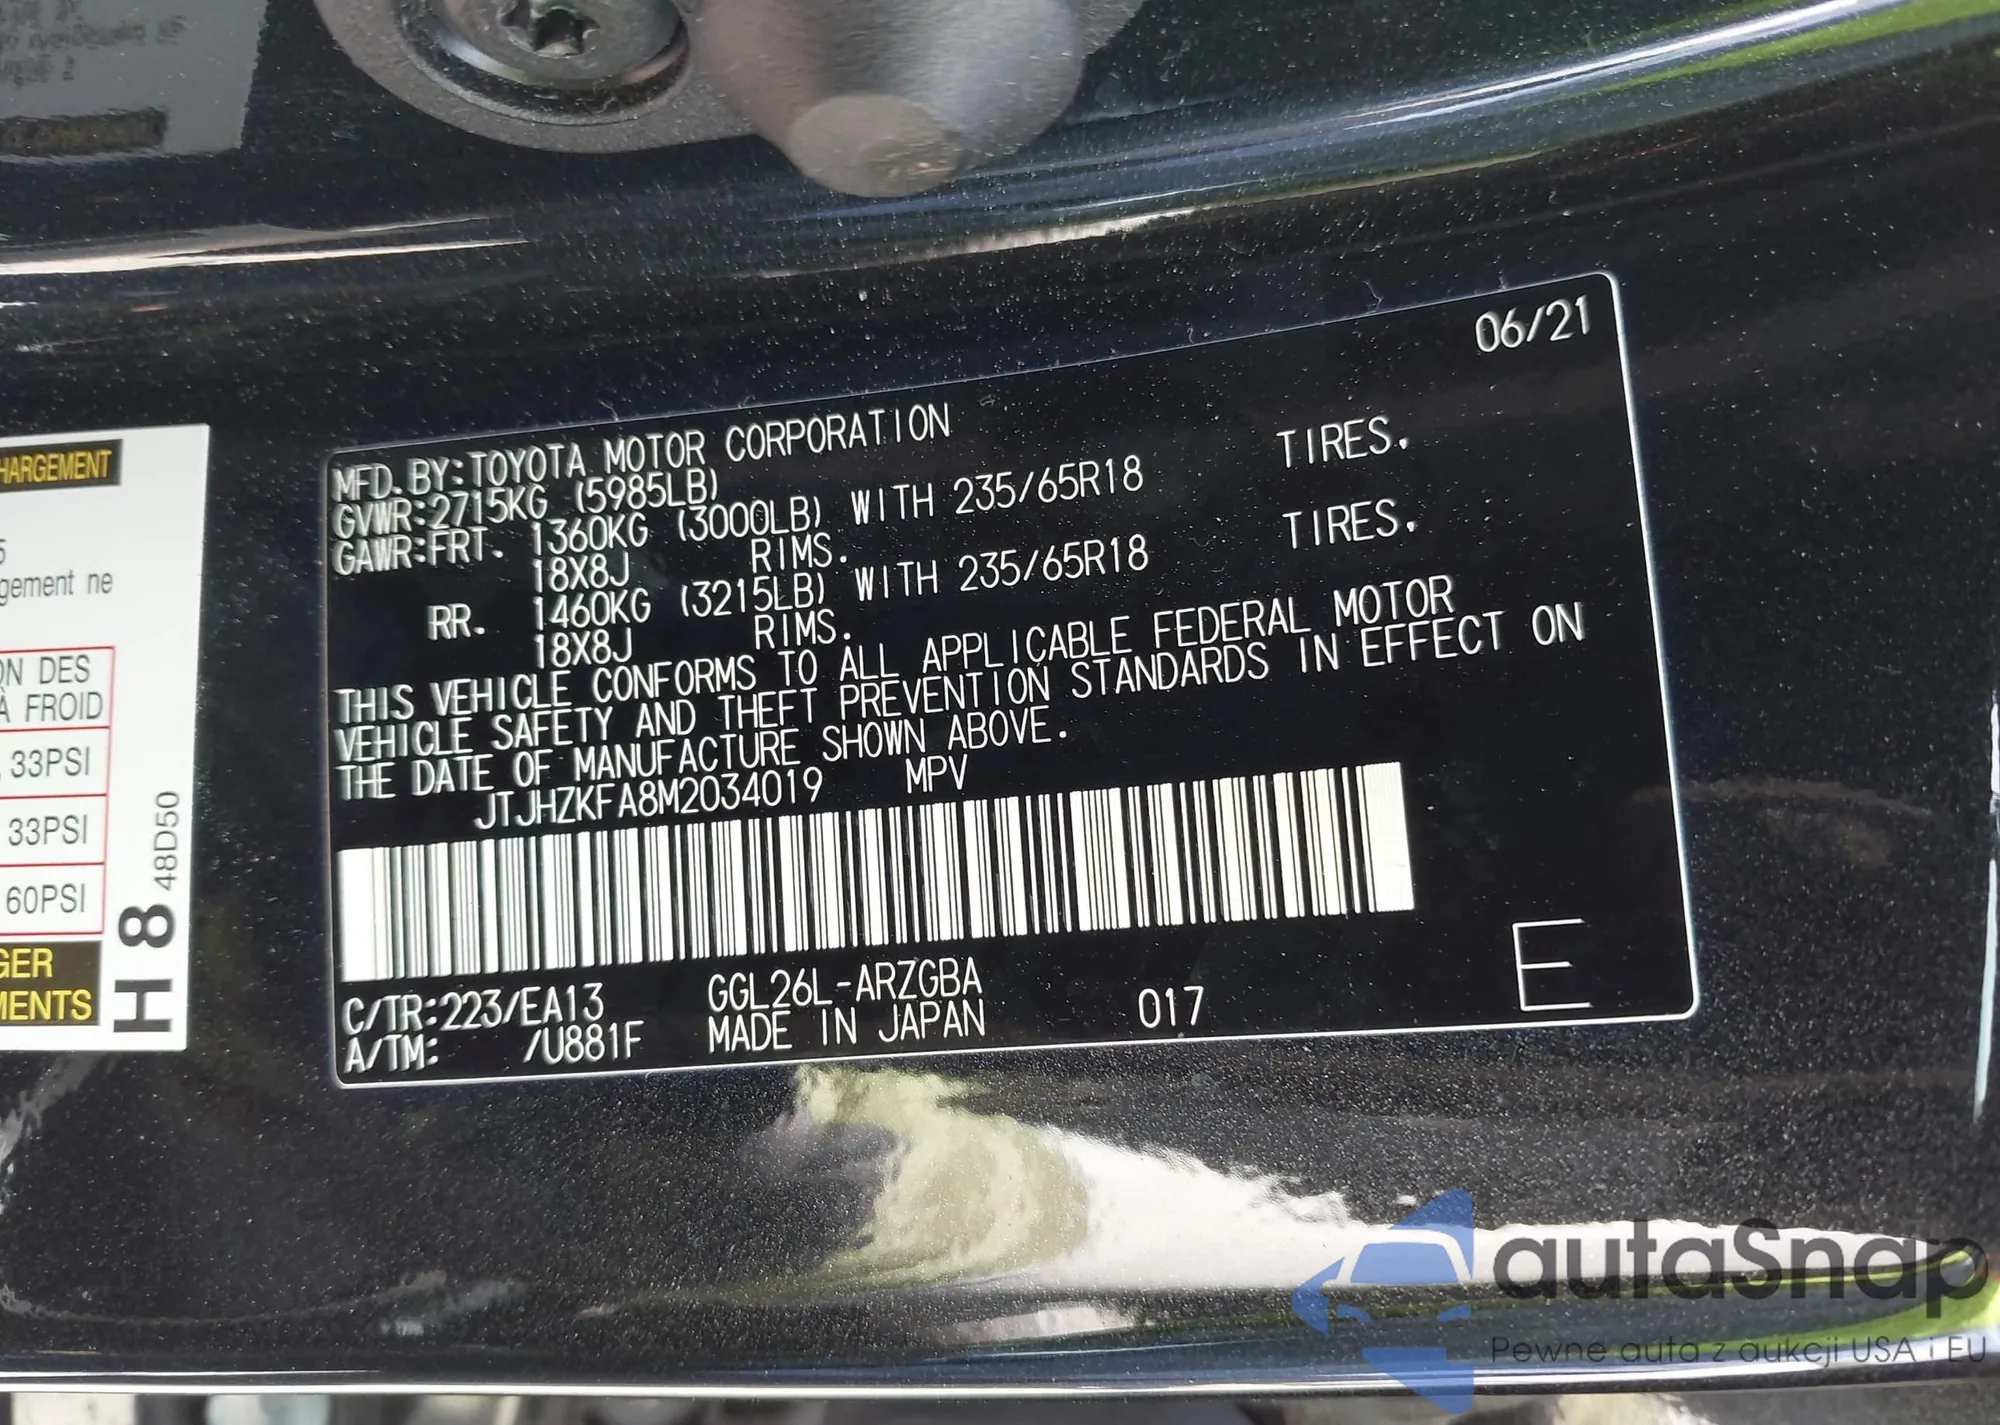 06/21
MFD. BY: TOYOTA MOTOR CORPORATION
GVWR: 2715KG (5985LB)
GAWR: FRT. 1360KG (3000LB) WITH 235/65R18 TIRES.
18X8J RIMS.
RR. 1460KG (3215LB) WITH 235/65R18 TIRES.
18X8J RIMS.
THIS VEHICLE CONFORMS TO ALL APPLICABLE FEDERAL MOTOR
VEHICLE SAFETY AND THEFT PREVENTION STANDARDS IN EFFECT ON
THE DATE OF MANUFACTURE SHOWN ABOVE.
JTJHZKFA8M2034019 MPV
C/TR: 223/EA13 GGL26L-ARZGBA
A/TM: /U881F MADE IN JAPAN 017 E
HARGEMENT
5
gement ne
ON DES
À FROID
33PSI
33PSI
60PSI
GER
MENTS
H8 48D50
autaSnap
Pewne auta z aukcji USA i EU